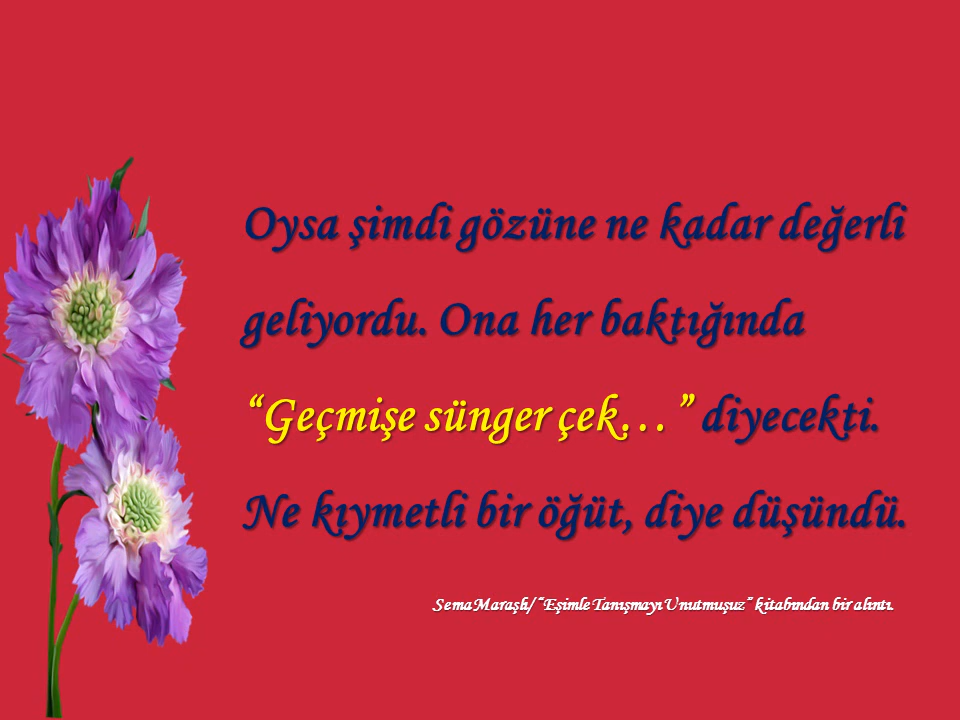 Oysa şimdi gözüne ne kadar değerli
geliyordu. Ona her baktığında
“Geçmişe sünger çek…” diyecekti.
Ne kıymetli bir öğüt, diye düşündü.
Sema Maraşlı/ “Eşimle Tanışmayı Unutmuşuz” kitabından bir alıntı.